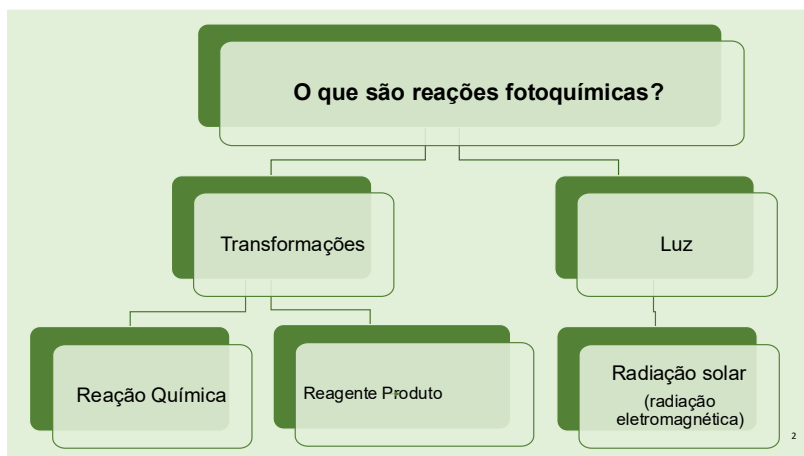 O que são reações fotoquímicas?
Transformações
Luz
Reação Química
Reagente Produto
Radiação solar
(radiação
eletromagnética)
2